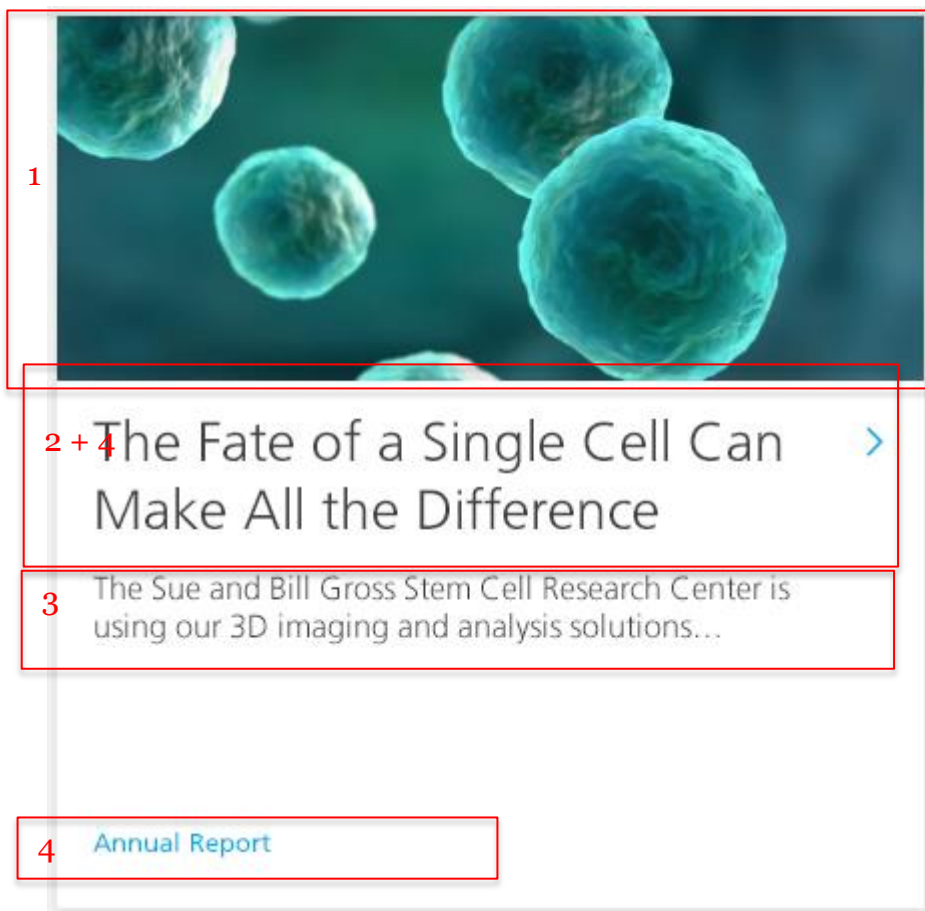 1
2 + 4
The Fate of a Single Cell Can >
Make All the Difference
3
The Sue and Bill Gross Stem Cell Research Center is
using our 3D imaging and analysis solutions...
4
Annual Report